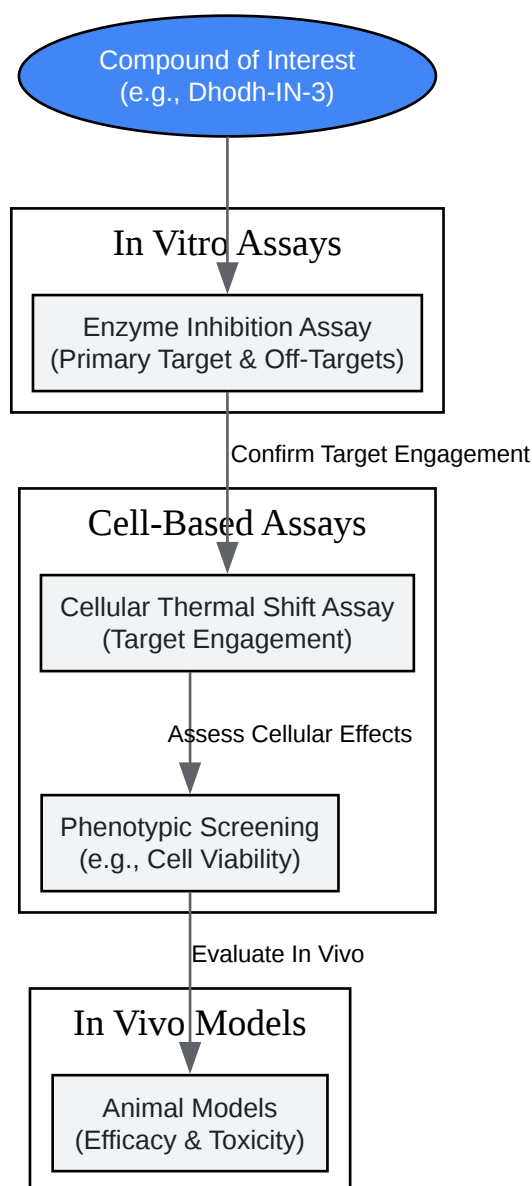 Compound of Interest
(e.g., Dhodh-IN-3)
In Vitro Assays
Enzyme Inhibition Assay
(Primary Target & Off-Targets)
Confirm Target Engagement
Cell-Based Assays
Cellular Thermal Shift Assay
(Target Engagement)
Assess Cellular Effects
Phenotypic Screening
(e.g., Cell Viability)
Evaluate In Vivo
In Vivo Models
Animal Models
(Efficacy & Toxicity)